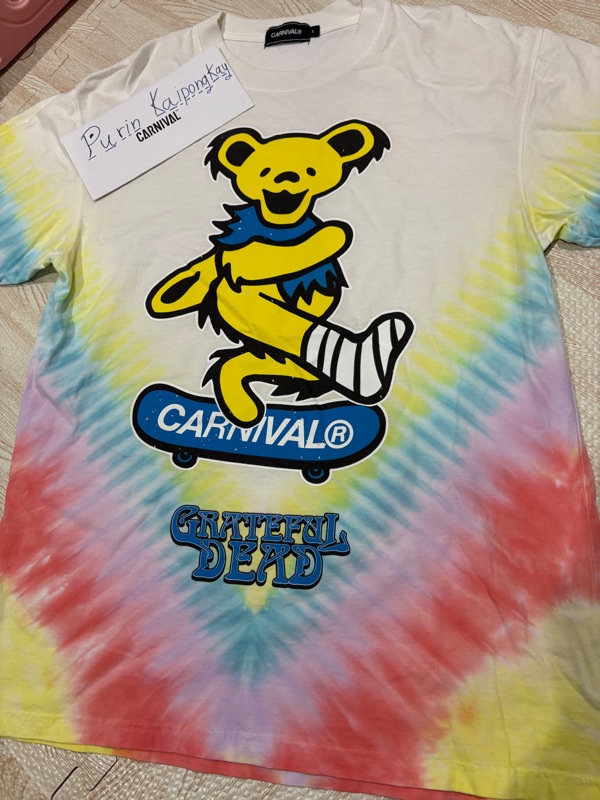 CARNIVAL® L
Purin Kaipongkay
CARNIVAL
CARNIVAL®
GRATEFUL
DEAD